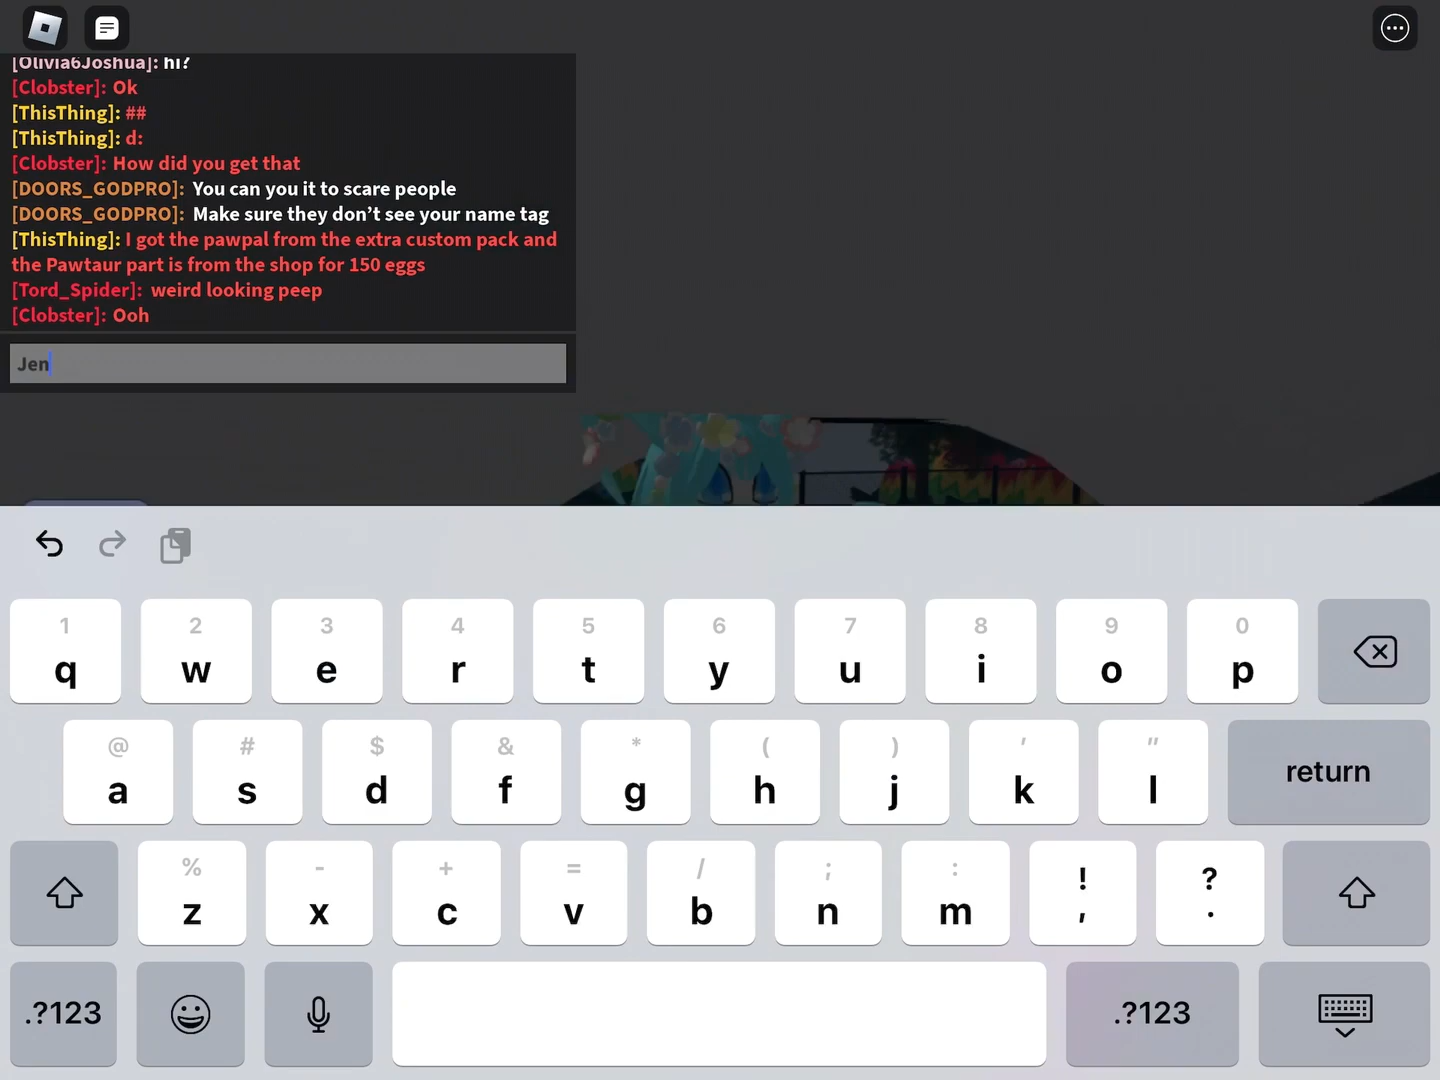 [Olivia6Joshua]: hi?
[Clobster]: Ok
[ThisThing]: ##
[ThisThing]: d:
[Clobster]: How did you get that
[DOORS_GODPRO]: You can you it to scare people
[DOORS_GODPRO]: Make sure they don’t see your name tag
[ThisThing]: I got the pawpal from the extra custom pack and
the Pawtaur part is from the shop for 150 eggs
[Tord_Spider]: weird looking peep
[Clobster]: Ooh
Jen
1 2 3 4 5 6 7 8 9 0
q w e r t y u i o p
@ # $ & * ( ) ' "
a s d f g h j k l return
% - + = / ; : ! ?
z x c v b n m , .
.?123 .?123